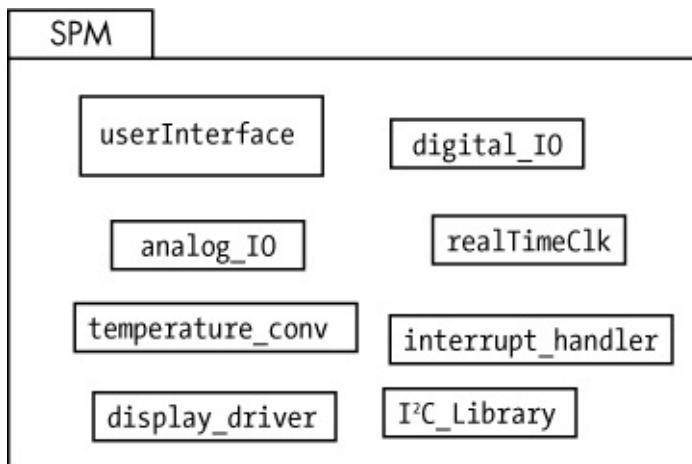 SPM
userInterface
digital_IO
analog_IO
realTimeClk
temperature_conv
interrupt_handler
display_driver
I²C_Library